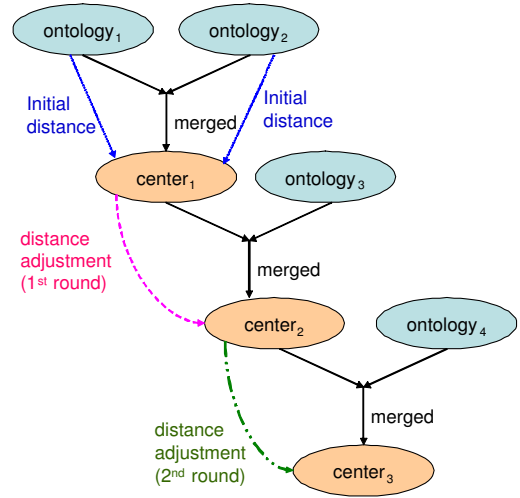 ontology₁
ontology₂
Initial
distance
Initial
distance
merged
center₁
ontology₃
distance
adjustment
(1st round)
merged
center₂
ontology₄
distance
adjustment
(2nd round)
merged
center₃